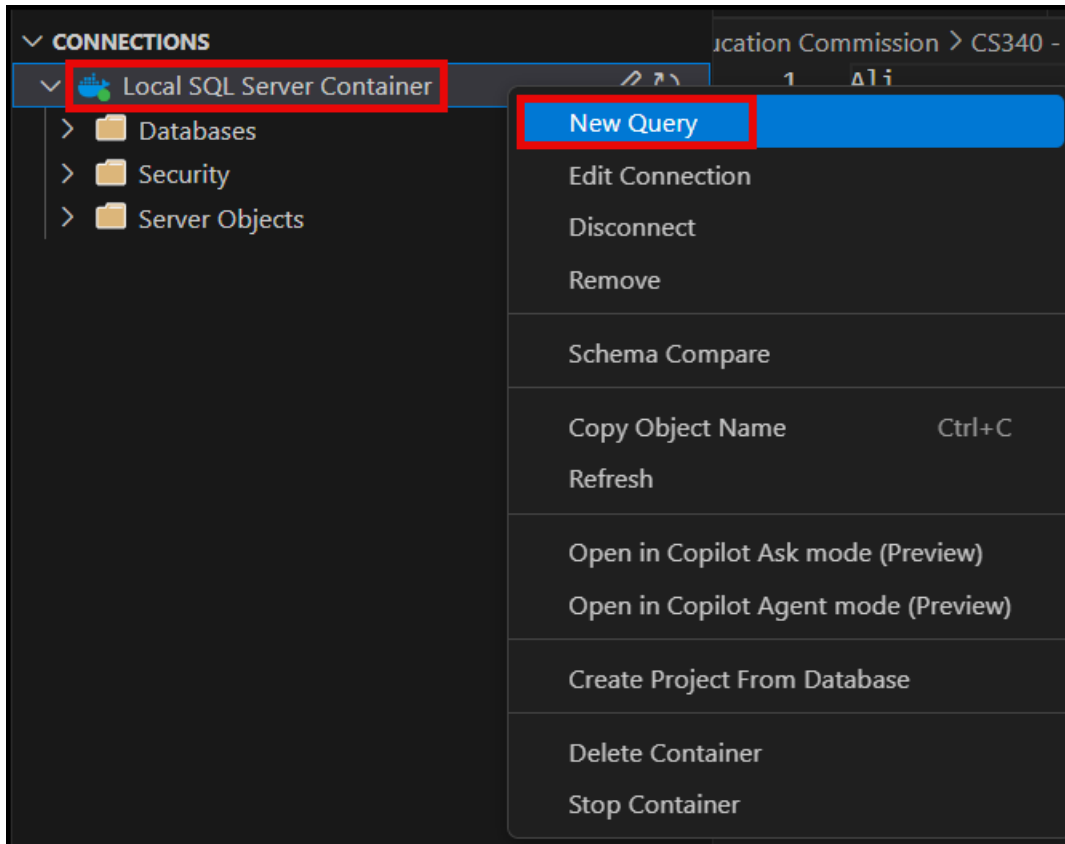 CONNECTIONS
Local SQL Server Container
Databases
Security
Server Objects
Commission > CS340 -
1 Ali
New Query
Edit Connection
Disconnect
Remove
Schema Compare
Copy Object Name Ctrl+C
Refresh
Open in Copilot Ask mode (Preview)
Open in Copilot Agent mode (Preview)
Create Project From Database
Delete Container
Stop Container